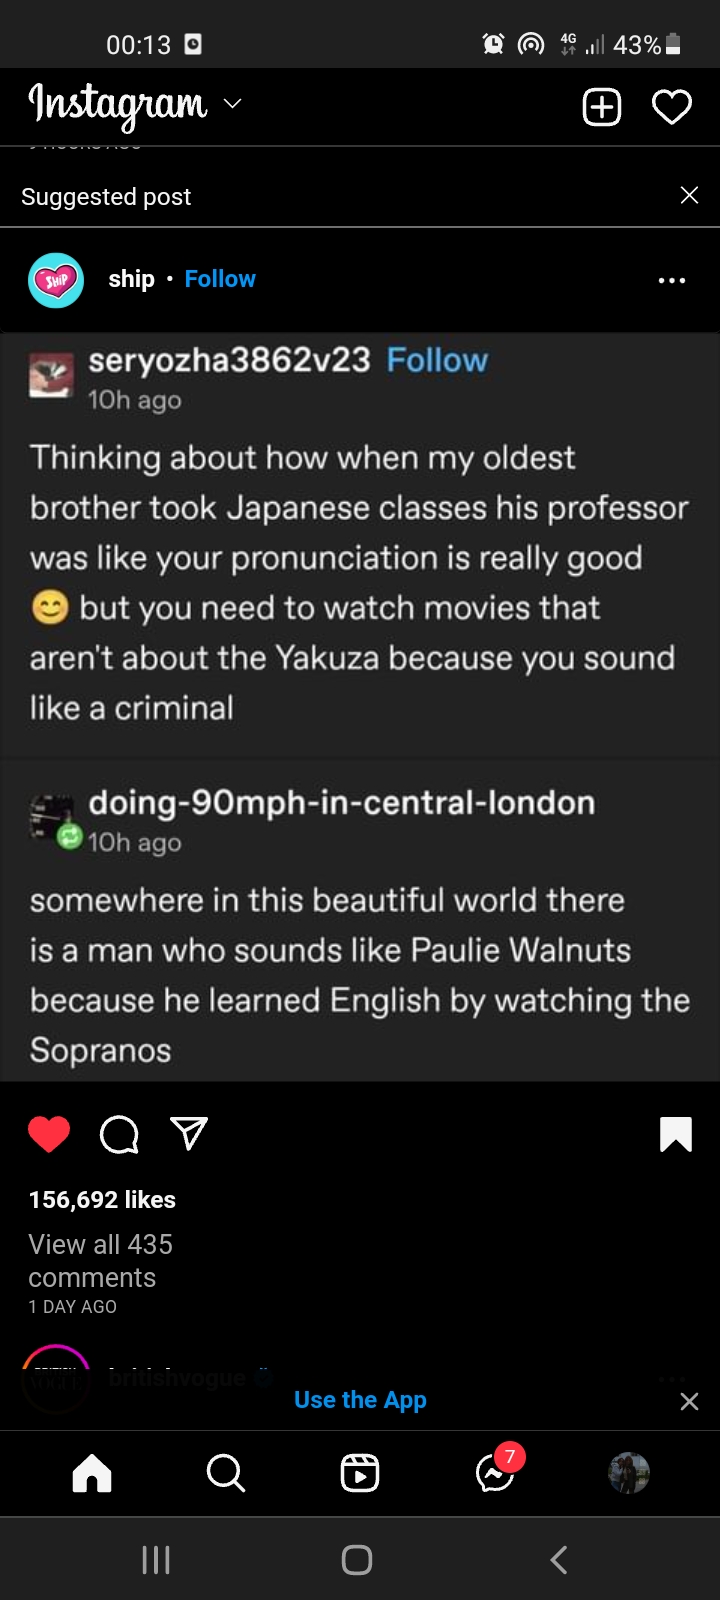 00:13
4G
43%
Instagram
Suggested post
SHIP
ship • Follow
seryozha3862v23 Follow
10h ago
Thinking about how when my oldest
brother took Japanese classes his professor
was like your pronunciation is really good
😊 but you need to watch movies that
aren't about the Yakuza because you sound
like a criminal
doing-90mph-in-central-london
10h ago
somewhere in this beautiful world there
is a man who sounds like Paulie Walnuts
because he learned English by watching the
Sopranos
156,692 likes
View all 435
comments
1 DAY AGO
britishvogue
Use the App
7